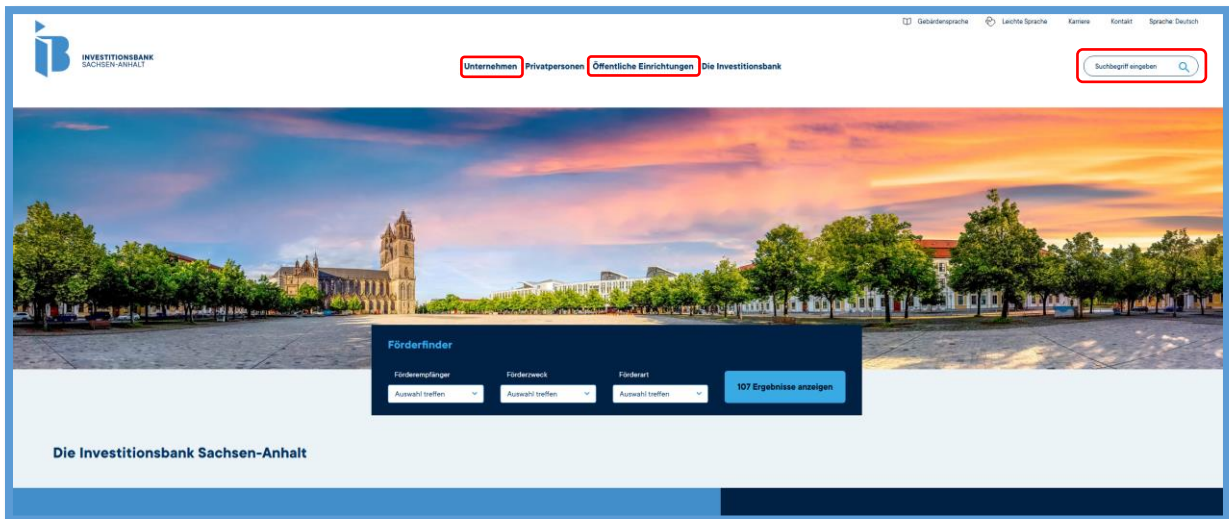 Gebärdensprache Leichte Sprache Karriere Kontakt Sprache: Deutsch
IB
INVESTITIONSBANK
SACHSEN-ANHALT
Unternehmen Privatpersonen Öffentliche Einrichtungen Die Investitionsbank
Suchbegriff eingeben
Förderfinder
Förderempfänger Förderzweck Förderart
Auswahl treffen Auswahl treffen Auswahl treffen 107 Ergebnisse anzeigen
Die Investitionsbank Sachsen-Anhalt